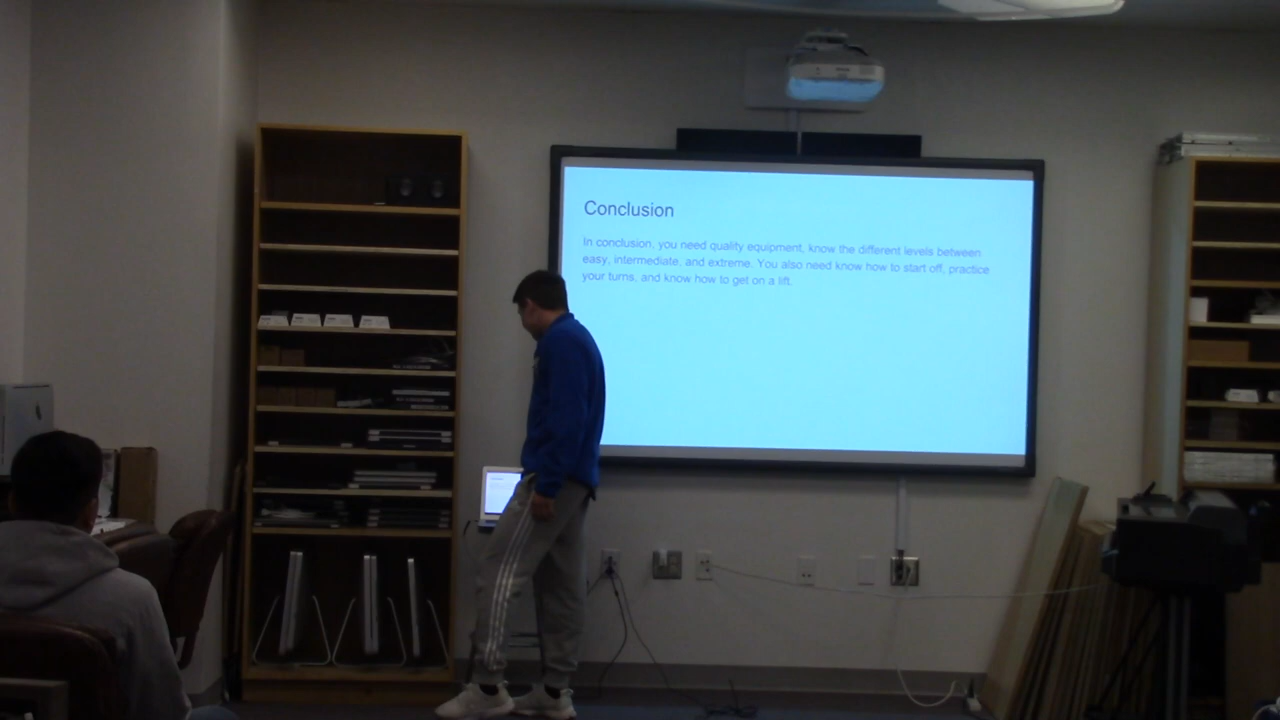 Conclusion
In conclusion, you need quality equipment, know the different levels between
easy, intermediate, and extreme. You also need know how to start off, practice
your turns, and know how to get on a lift.